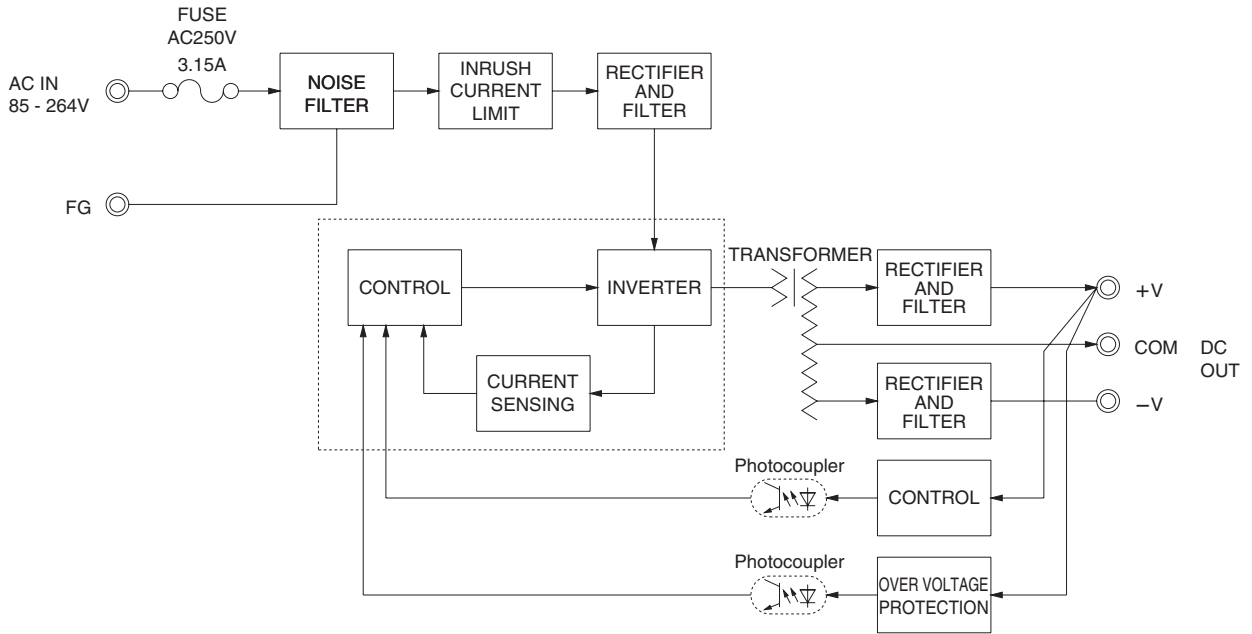 FUSE
AC250V
3.15A
AC IN
85 - 264V
NOISE
FILTER
INRUSH
CURRENT
LIMIT
RECTIFIER
AND
FILTER
FG
CONTROL
INVERTER
TRANSFORMER
RECTIFIER
AND
FILTER
+V
COM
DC
OUT
CURRENT
SENSING
RECTIFIER
AND
FILTER
−V
Photocoupler
CONTROL
Photocoupler
OVER VOLTAGE
PROTECTION